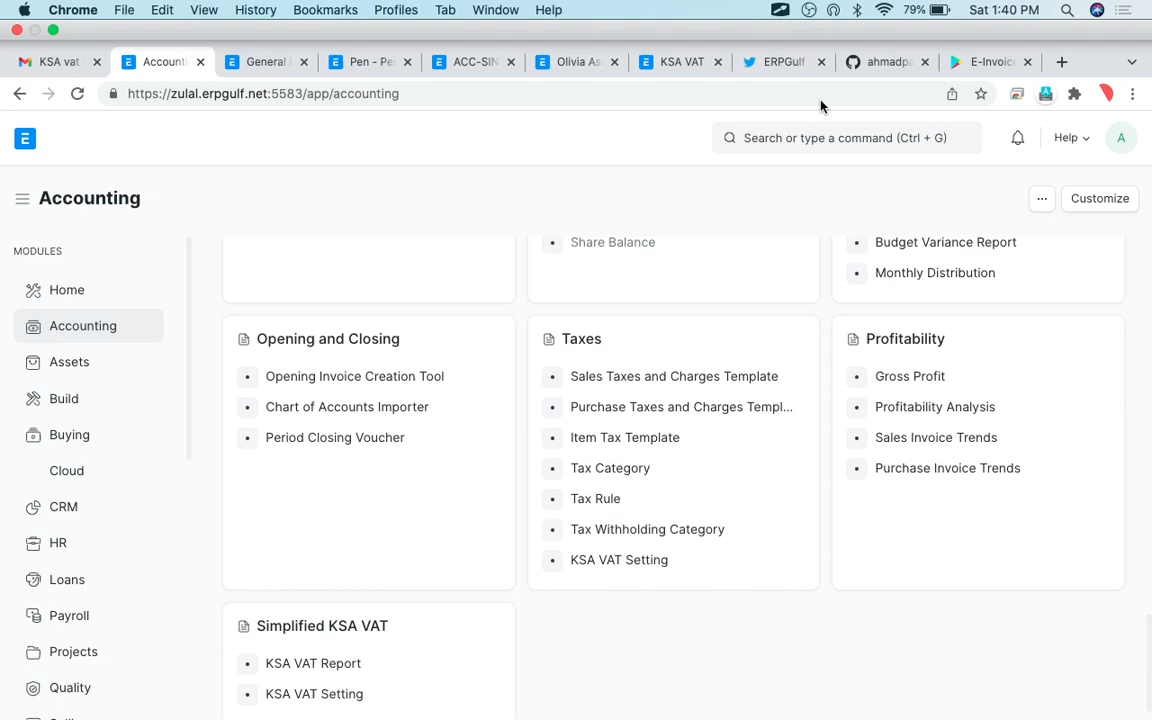 Chrome File Edit View History Bookmarks Profiles Tab Window Help 79% Sat 1:40 PM
KSA vat Accounti General L Pen - Pe ACC-SIN Olivia As KSA VAT ERPGulf ahmadpa E-Invoice
https://zulal.erpgulf.net:5583/app/accounting
E Search or type a command (Ctrl + G) Help A
Accounting ... Customize
MODULES
Home
Accounting
Assets
Build
Buying
Cloud
CRM
HR
Loans
Payroll
Projects
Quality
Share Balance
Budget Variance Report
Monthly Distribution
Opening and Closing
Opening Invoice Creation Tool
Chart of Accounts Importer
Period Closing Voucher
Taxes
Sales Taxes and Charges Template
Purchase Taxes and Charges Templ...
Item Tax Template
Tax Category
Tax Rule
Tax Withholding Category
KSA VAT Setting
Profitability
Gross Profit
Profitability Analysis
Sales Invoice Trends
Purchase Invoice Trends
Simplified KSA VAT
KSA VAT Report
KSA VAT Setting